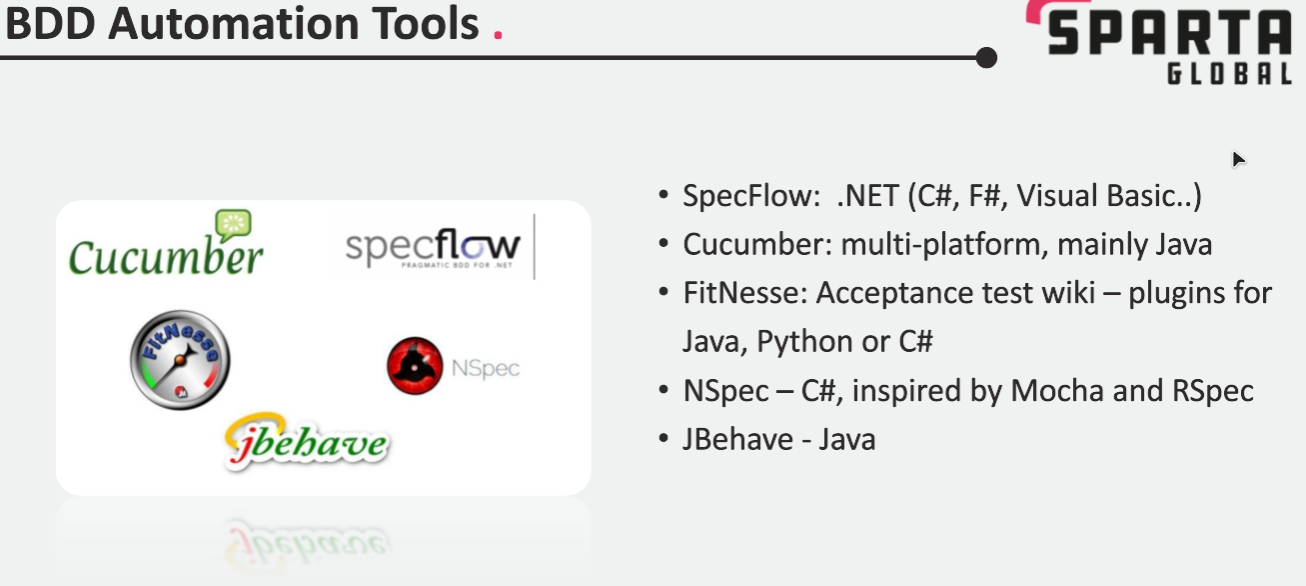 BDD Automation Tools .
SPARTA
GLOBAL
Cucumber
specflow
PRAGMATIC BDD FOR .NET
FitNesse
NSpec
jbehave
• SpecFlow:  .NET (C#, F#, Visual Basic..)
• Cucumber: multi-platform, mainly Java
• FitNesse: Acceptance test wiki – plugins for
Java, Python or C#
• NSpec – C#, inspired by Mocha and RSpec
• JBehave - Java